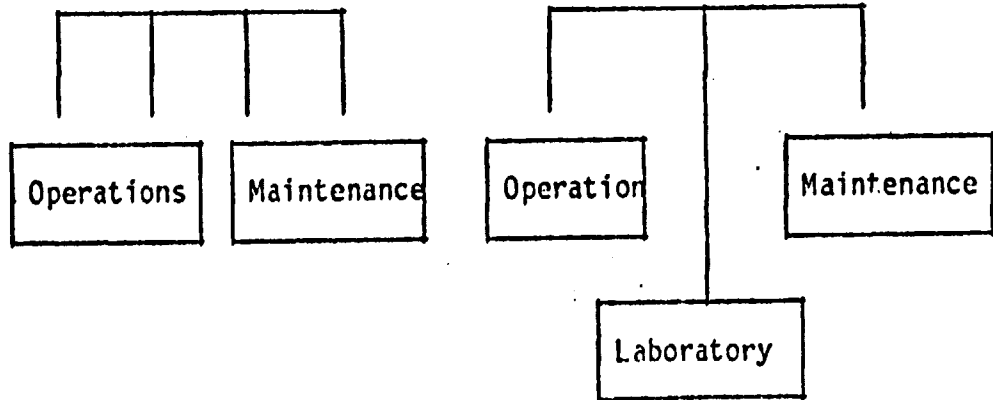 Operations
Maintenance
Operation
Maintenance
Laboratory